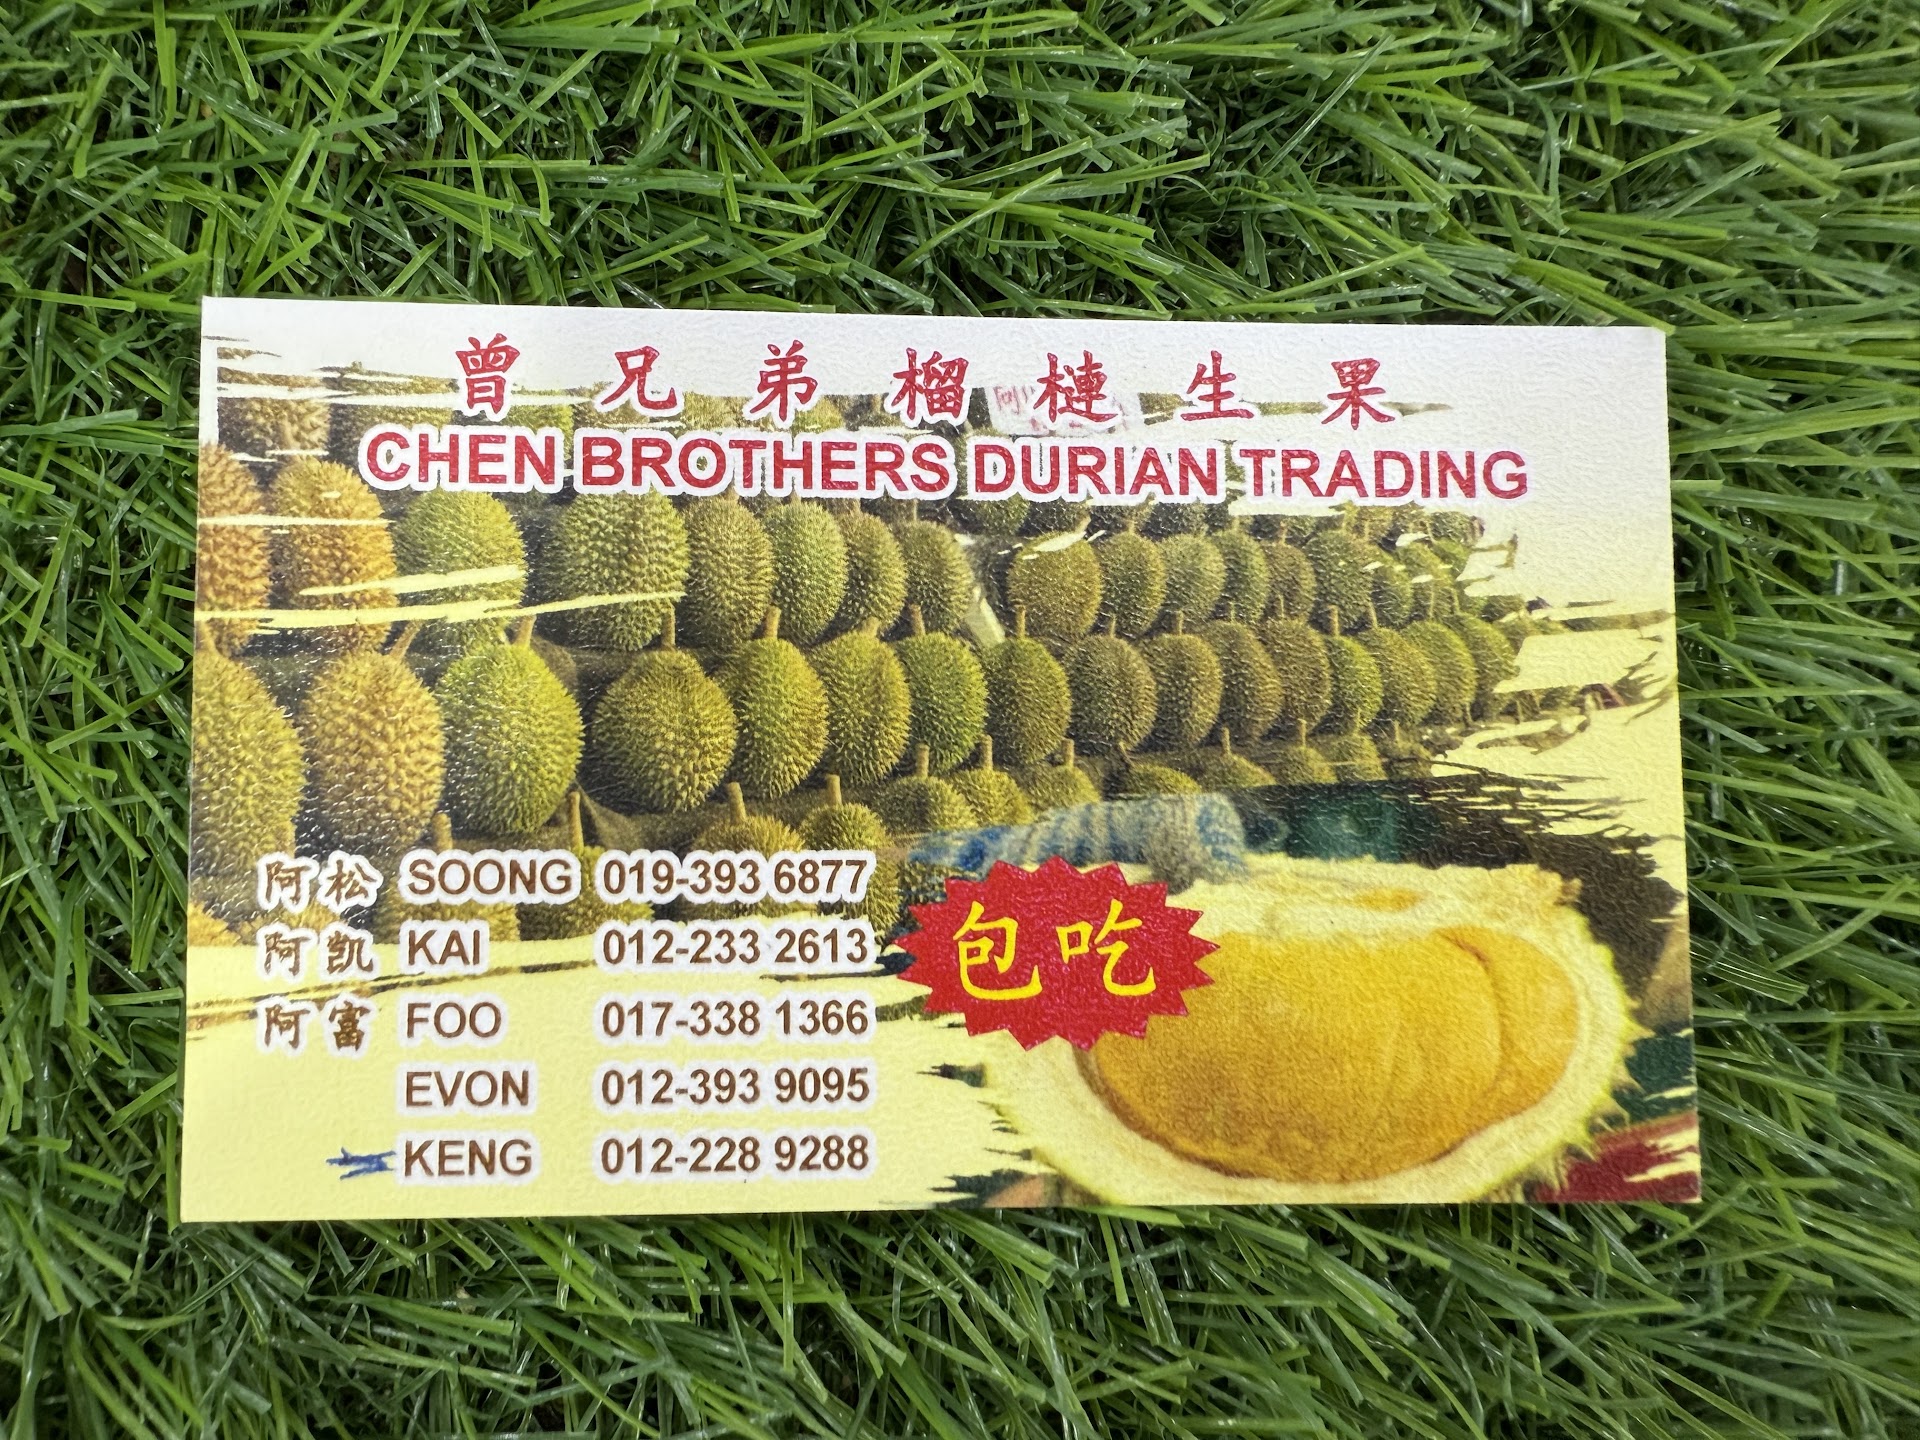 曾兄弟榴槤生果
CHEN BROTHERS DURIAN TRADING
阿松 SOONG 019-393 6877
阿凯 KAI 012-233 2613
阿富 FOO 017-338 1366
EVON 012-393 9095
KENG 012-228 9288
包吃